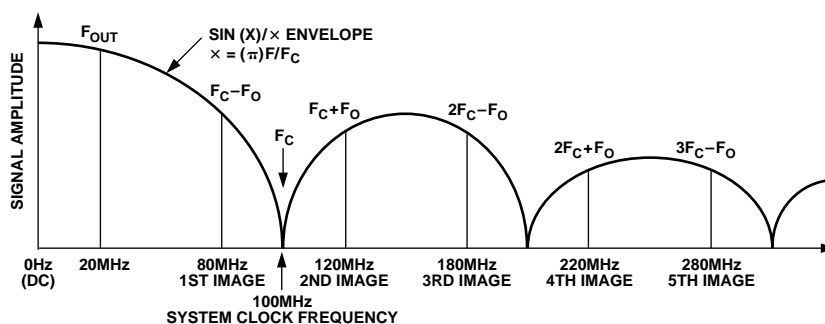 SIGNAL AMPLITUDE
F_OUT
SIN (X)/× ENVELOPE
× = (π)F/F_C
F_C–F_O
F_C
F_C+F_O
2F_C–F_O
2F_C+F_O
3F_C–F_O
0Hz
(DC)
20MHz
80MHz
1ST IMAGE
100MHz
SYSTEM CLOCK FREQUENCY
120MHz
2ND IMAGE
180MHz
3RD IMAGE
220MHz
4TH IMAGE
280MHz
5TH IMAGE